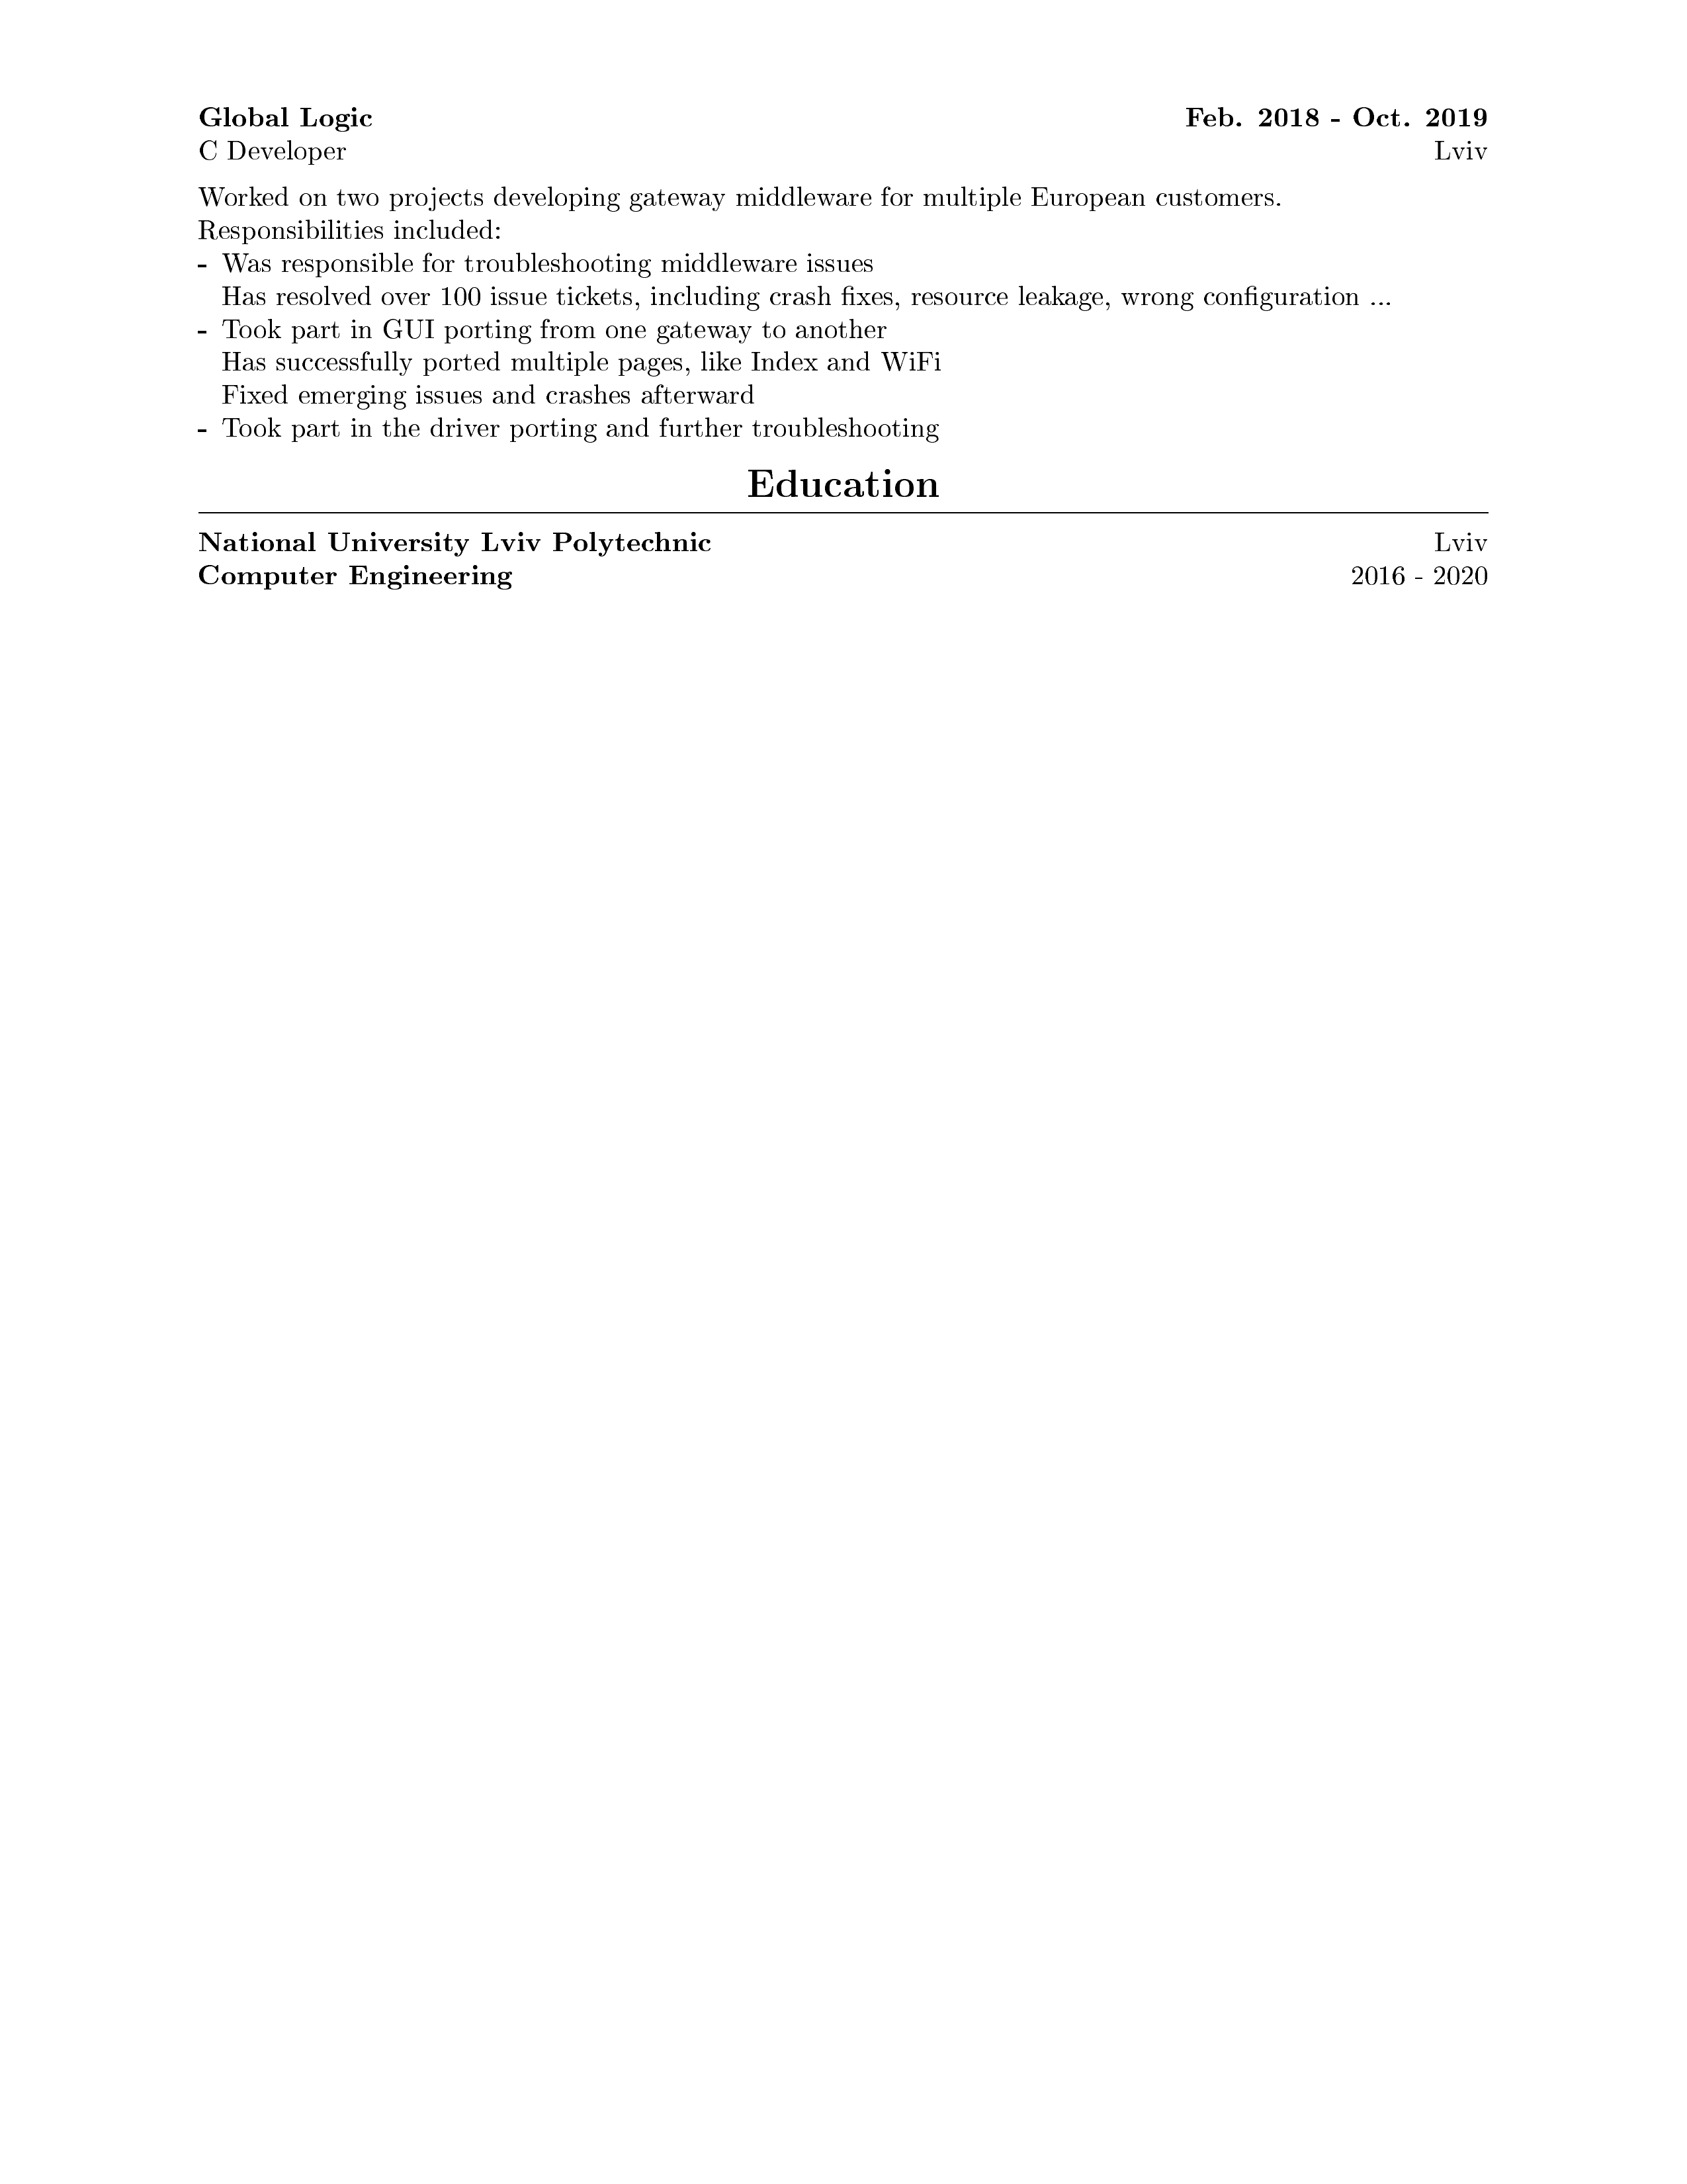 Global Logic Feb. 2018 - Oct. 2019
C Developer Lviv
Worked on two projects developing gateway middleware for multiple European customers.
Responsibilities included:
- Was responsible for troubleshooting middleware issues
Has resolved over 100 issue tickets, including crash fixes, resource leakage, wrong configuration ...
- Took part in GUI porting from one gateway to another
Has successfully ported multiple pages, like Index and WiFi
Fixed emerging issues and crashes afterward
- Took part in the driver porting and further troubleshooting
Education
National University Lviv Polytechnic Lviv
Computer Engineering 2016 - 2020